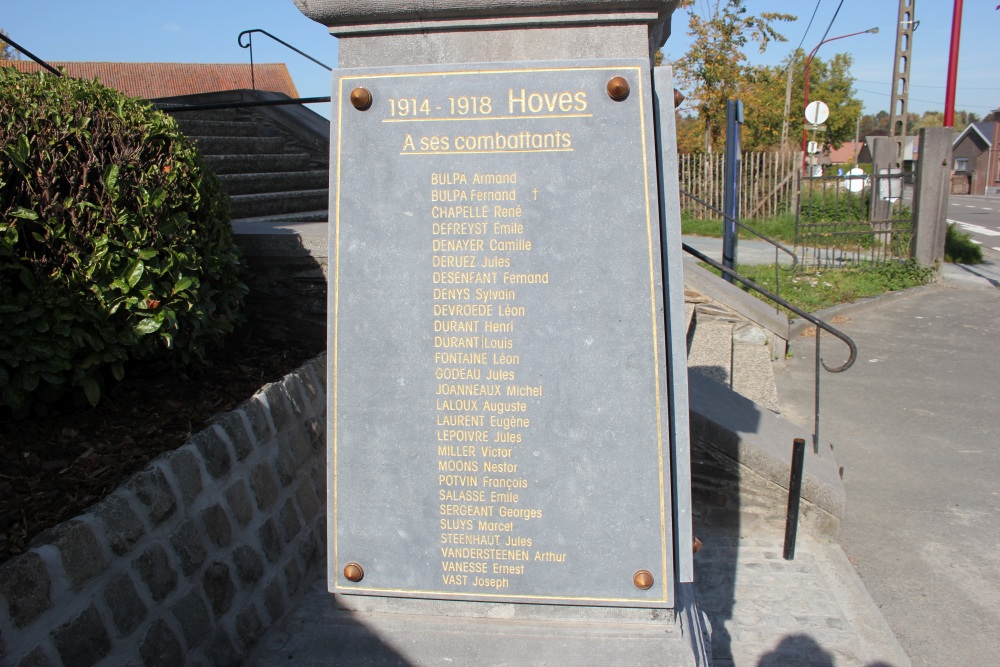 1914 - 1918 Hoves
A ses combattants
BULPA Armand
BULPA Fernand †
CHAPELLE René
DEFREYST Emile
DENAYER Camille
DERUEZ Jules
DESENFANT Fernand
DENYS Sylvain
DEVROEDE Léon
DURANT Henri
DURANT Louis
FONTAINE Léon
GODEAU Jules
JOANNEAUX Michel
LALOUX Auguste
LAURENT Eugène
LEPOIVRE Jules
MILLER Victor
MOONS Nestor
POTVIN François
SALASSE Emile
SERGEANT Georges
SLUYS Marcel
STEENHAUT Jules
VANDERSTEENEN Arthur
VANESSE Ernest
VAST Joseph